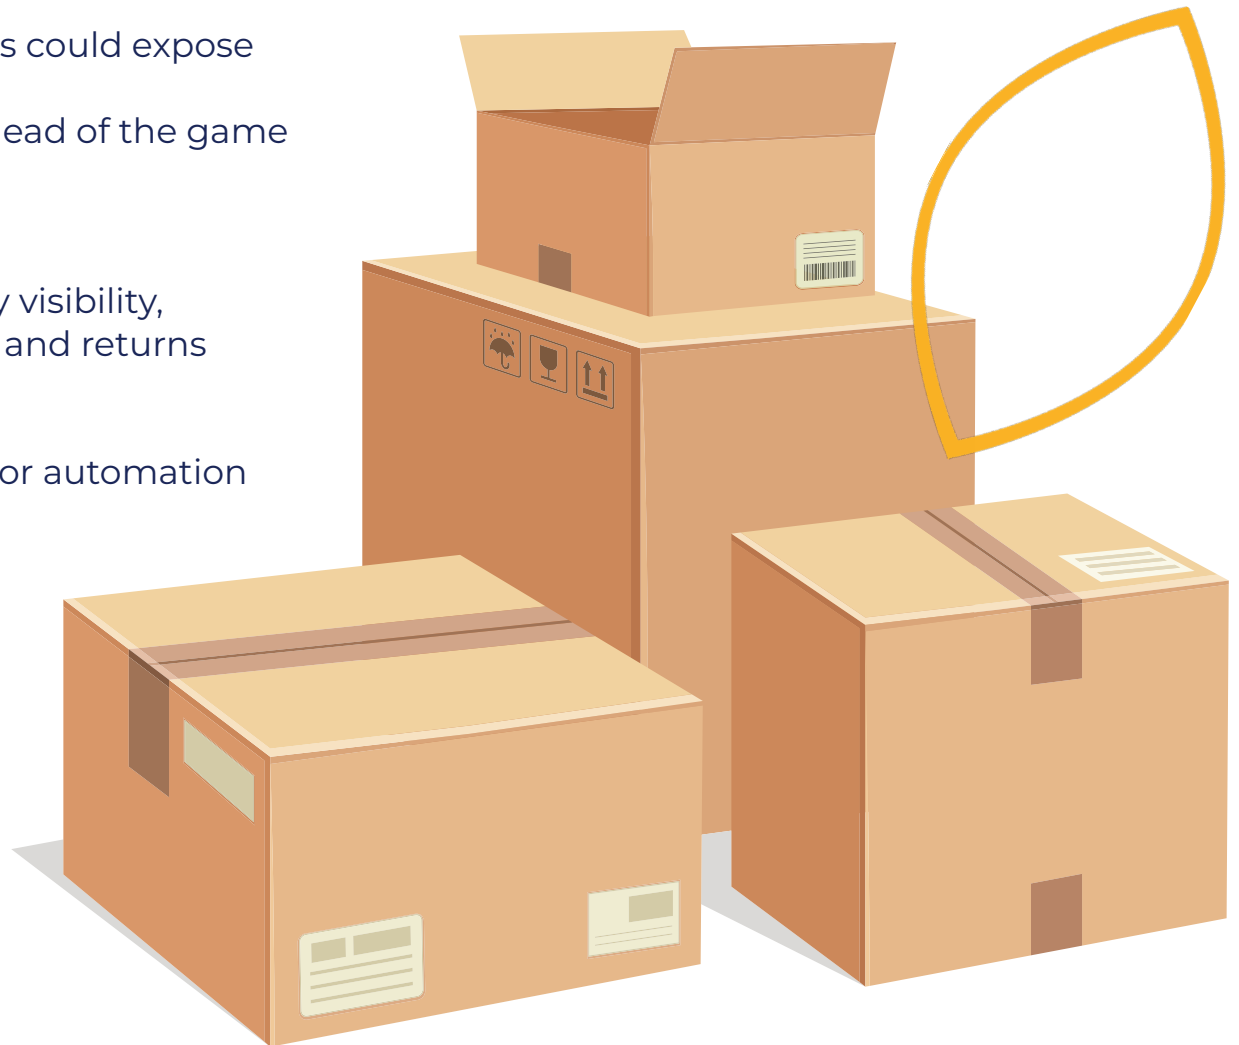 s could expose
ead of the game
y visibility,
and returns
or automation